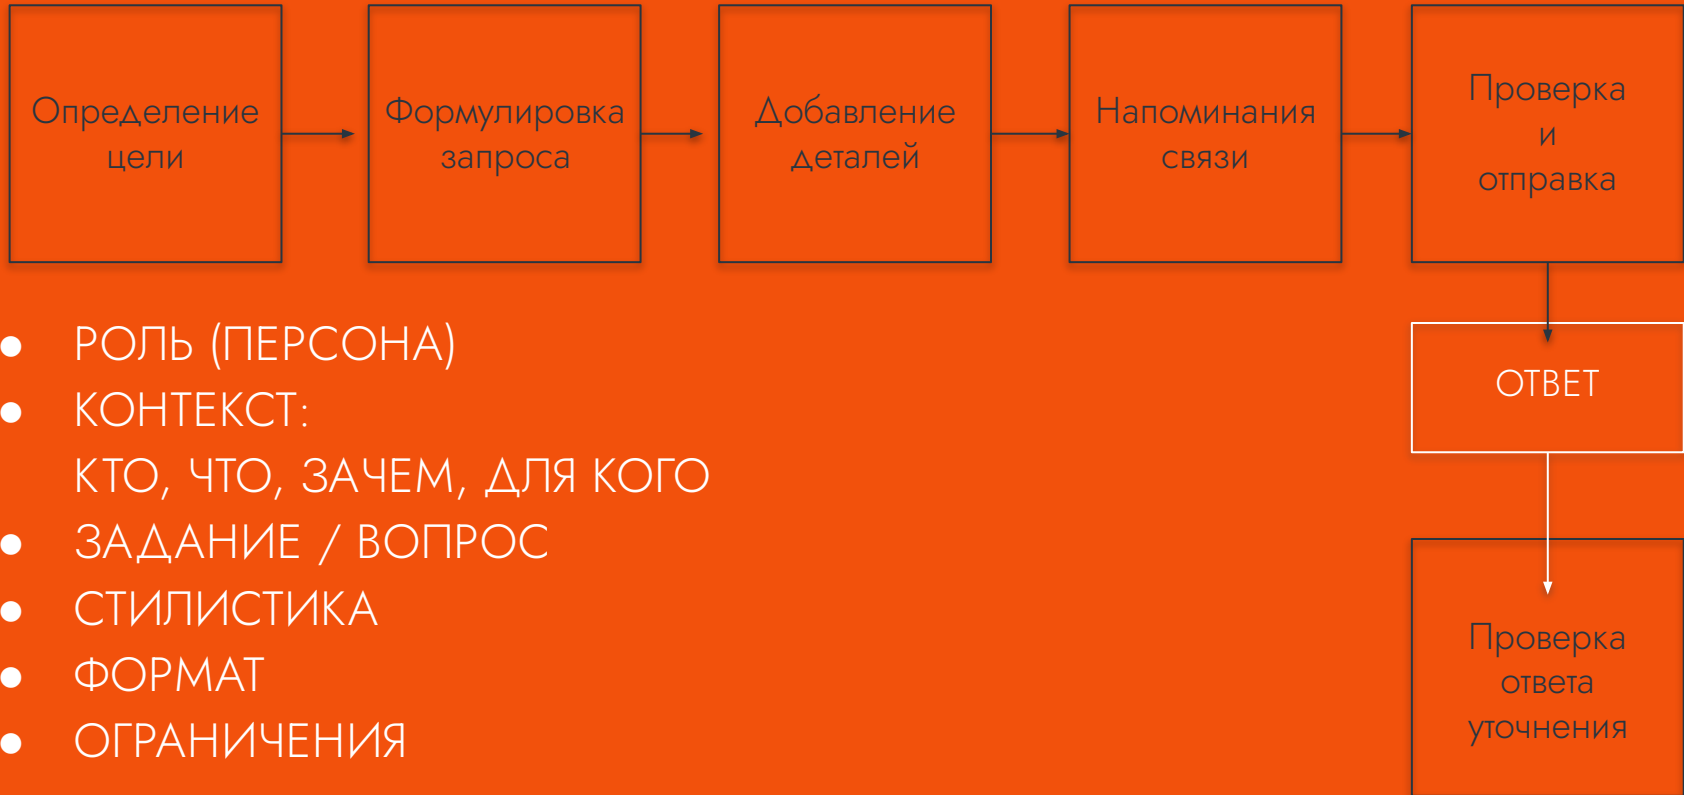 Определение
цели
Формулировка
запроса
Добавление
деталей
Напоминания
связи
Проверка
и
отправка
● РОЛЬ (ПЕРСОНА)
● КОНТЕКСТ:
КТО, ЧТО, ЗАЧЕМ, ДЛЯ КОГО
● ЗАДАНИЕ / ВОПРОС
● СТИЛИСТИКА
● ФОРМАТ
● ОГРАНИЧЕНИЯ
ОТВЕТ
Проверка
ответа
уточнения